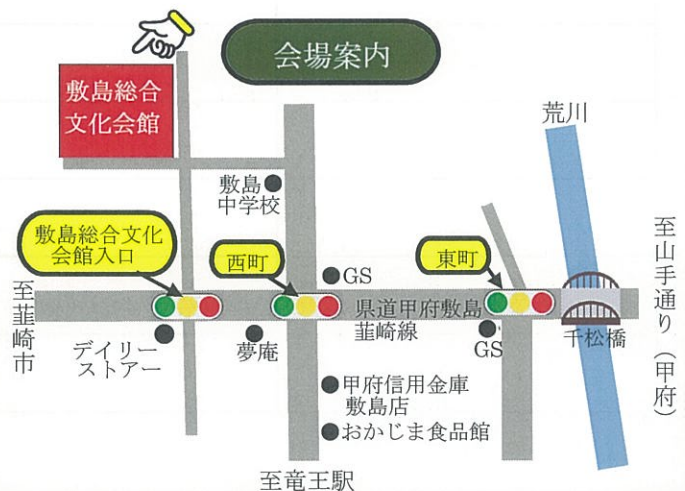 会場案内
敷島総合
文化会館
荒川
敷島
中学校
敷島総合文化
会館入口
西町
東町
GS
至山手通り（甲府）
至韮崎市
県道甲府敷島
韮崎線
デイリー
ストアー
夢庵
GS
千松橋
甲府信用金庫
敷島店
おかじま食品館
至竜王駅